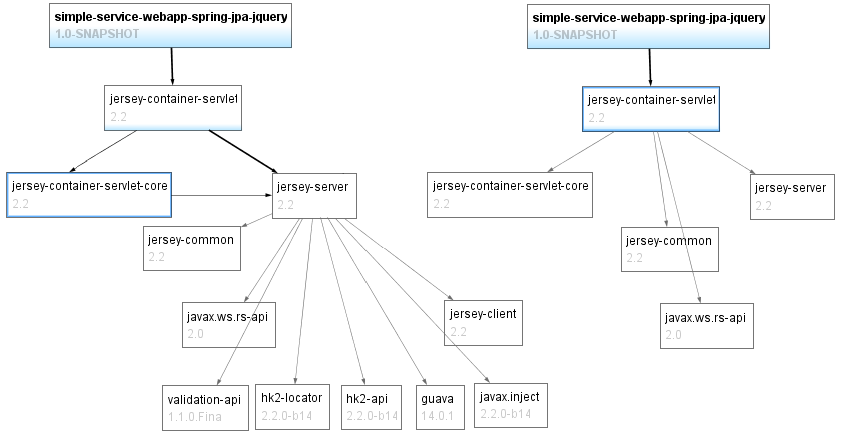 simple-service-webapp-spring-jpa-jquery
1.0-SNAPSHOT
jersey-container-servlet
2.2
jersey-container-servlet-core
2.2
jersey-server
2.2
jersey-common
2.2
javax.ws.rs-api
2.0
jersey-client
2.2
validation-api
1.1.0.Fina
hk2-locator
2.2.0-b14
hk2-api
2.2.0-b14
guava
14.0.1
javax.inject
2.2.0-b14
simple-service-webapp-spring-jpa-jquery
1.0-SNAPSHOT
jersey-container-servlet
2.2
jersey-container-servlet-core
2.2
jersey-server
2.2
jersey-common
2.2
javax.ws.rs-api
2.0